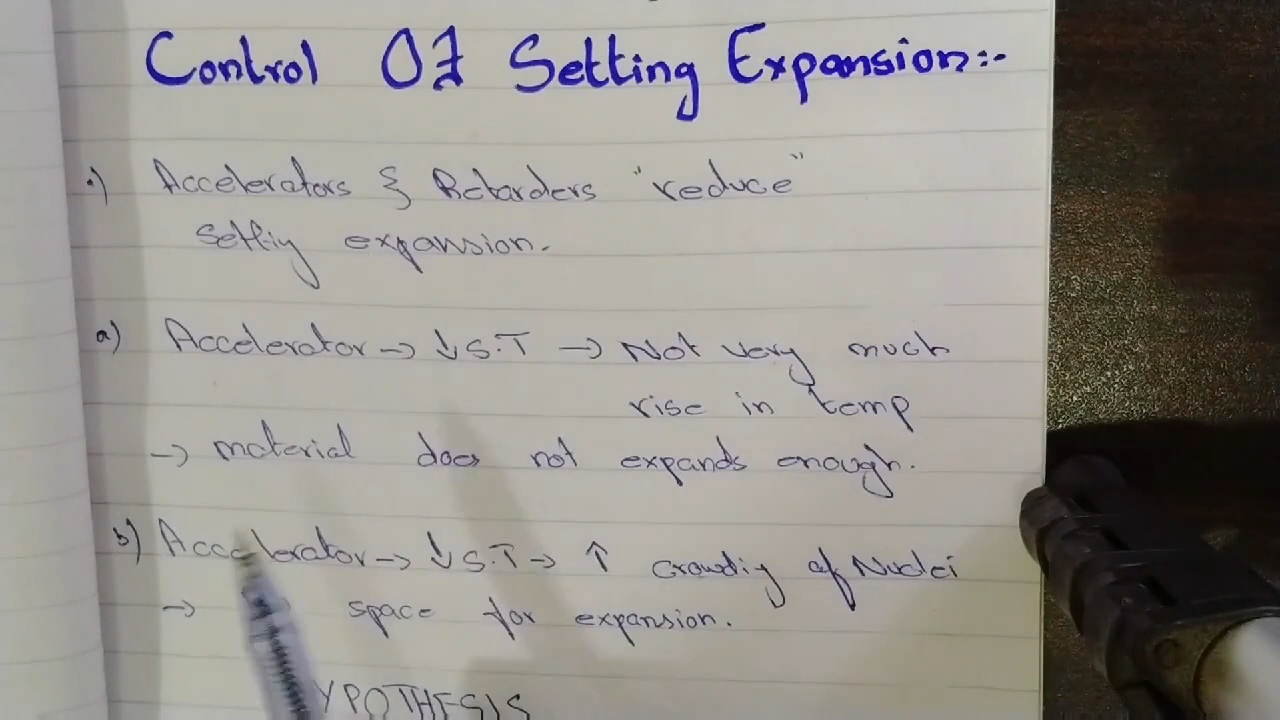 Control Of Setting Expansion:-
•) Accelerators & Retarders "reduce"
setting expansion.
a) Accelerator → ↓ S.T → Not very much
rise in temp
→ material does not expands enough.
b) Accelerator → ↓ S.T → ↑ crowdig of Nuclei
→ space for expansion.
YPOTHESIS